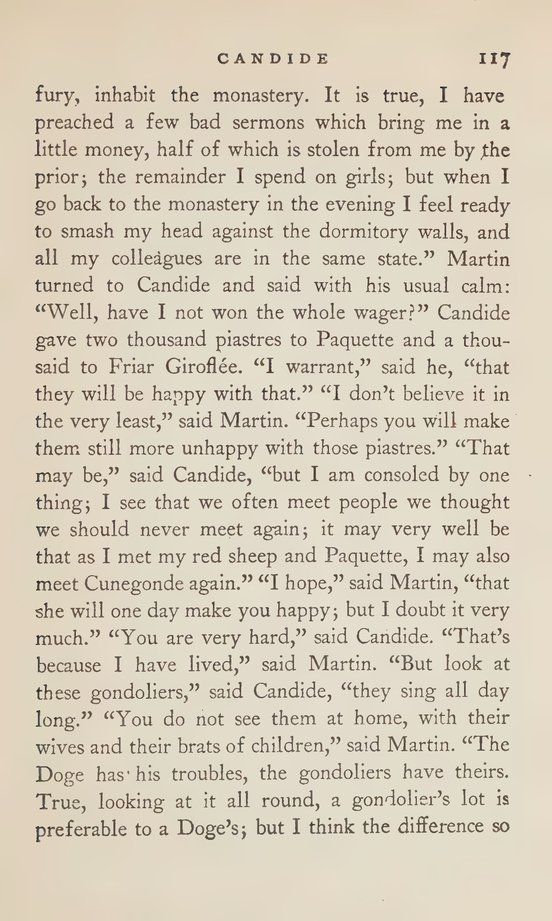 CANDIDE 117
fury, inhabit the monastery. It is true, I have
preached a few bad sermons which bring me in a
little money, half of which is stolen from me by the
prior; the remainder I spend on girls; but when I
go back to the monastery in the evening I feel ready
to smash my head against the dormitory walls, and
all my colleagues are in the same state.” Martin
turned to Candide and said with his usual calm:
“Well, have I not won the whole wager?” Candide
gave two thousand piastres to Paquette and a thou-
said to Friar Giroflée. “I warrant,” said he, “that
they will be happy with that.” “I don’t believe it in
the very least,” said Martin. “Perhaps you will make
them still more unhappy with those piastres.” “That
may be,” said Candide, “but I am consoled by one
thing; I see that we often meet people we thought
we should never meet again; it may very well be
that as I met my red sheep and Paquette, I may also
meet Cunegonde again.” “I hope,” said Martin, “that
she will one day make you happy; but I doubt it very
much.” “You are very hard,” said Candide. “That’s
because I have lived,” said Martin. “But look at
these gondoliers,” said Candide, “they sing all day
long.” “You do not see them at home, with their
wives and their brats of children,” said Martin. “The
Doge has his troubles, the gondoliers have theirs.
True, looking at it all round, a gondolier’s lot is
preferable to a Doge’s; but I think the difference so